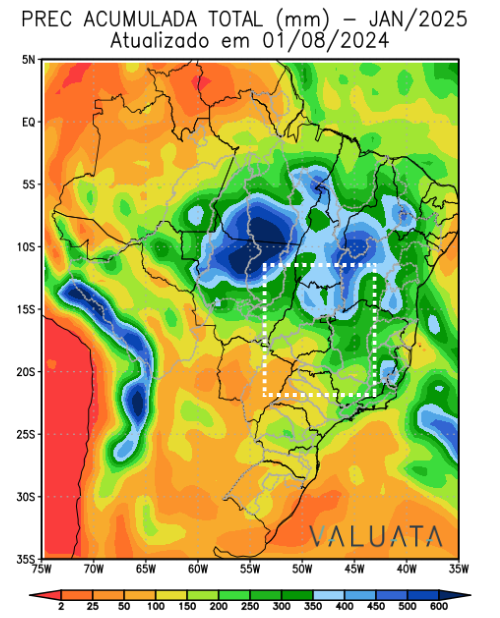 PREC ACUMULADA TOTAL (mm) – JAN/2025
Atualizado em 01/08/2024
5N
EQ
5S
10S
15S
20S
25S
30S
35S
VALUATA
75W 70W 65W 60W 55W 50W 45W 40W 35W
2 25 50 100 150 200 250 300 350 400 450 500 600